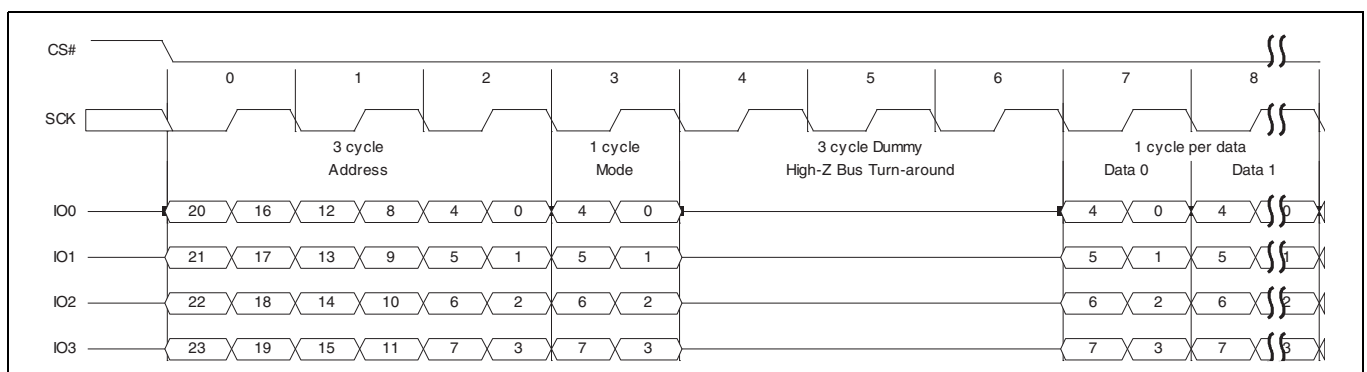 CS#
0 1 2 3 4 5 6 7 8
SCK
3 cycle 1 cycle 3 cycle Dummy 1 cycle per data
Address Mode High-Z Bus Turn-around Data 0 Data 1
IO0 20 16 12 8 4 0 4 0 4 0 4 0
IO1 21 17 13 9 5 1 5 1 5 1 5 1
IO2 22 18 14 10 6 2 6 2 6 2 6 2
IO3 23 19 15 11 7 3 7 3 7 3 7 3